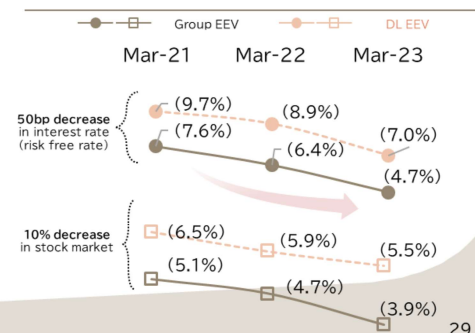 Group EEV DL EEV
Mar-21 Mar-22 Mar-23
50bp decrease
in interest rate
(risk free rate)
(9.7%) (8.9%) (7.0%)
(7.6%) (6.4%) (4.7%)
10% decrease
in stock market
(6.5%) (5.9%) (5.5%)
(5.1%) (4.7%) (3.9%)
29